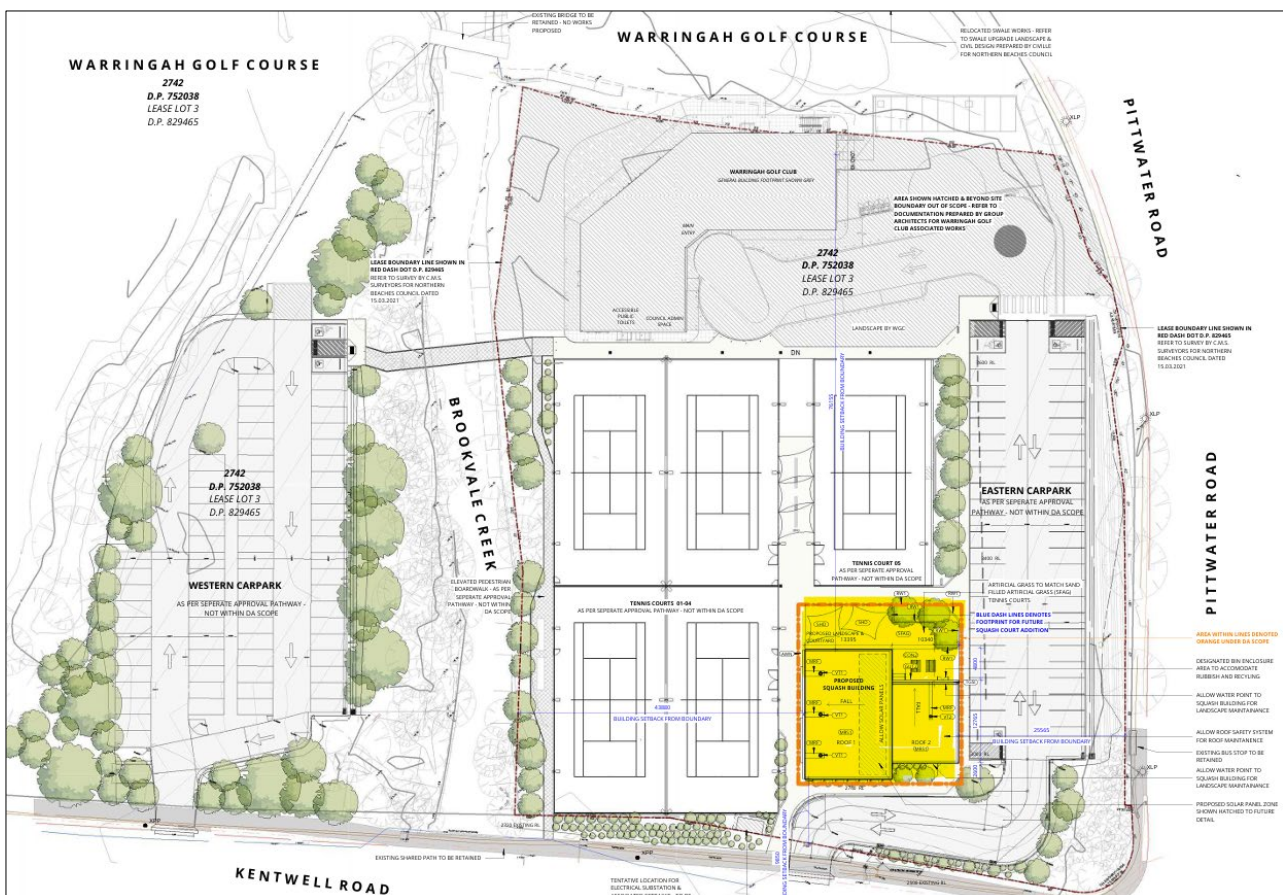 EXISTING BRIDGE TO BE
RETAINED - NO WORKS
PROPOSED
WARRINGAH GOLF COURSE
RELOCATED SWALE WORKS - REFER
TO SWALE UPGRADE LANDSCAPE &
CIVIL DESIGN PREPARED BY CIVILLE
FOR NORTHERN BEACHES COUNCIL
WARRINGAH GOLF COURSE
2742
D.P. 752038
LEASE LOT 3
D.P. 829465
PITTWATER ROAD
XLP
WARRINGAH GOLF CLUB
GENERAL BUILDING FOOTPRINT SHOWN GREY
AREA SHOWN HATCHED & BEYOND SITE
BOUNDARY OUT OF SCOPE - REFER TO
DOCUMENTATION PREPARED BY GROUP
ARCHITECTS FOR WARRINGAH GOLF
CLUB ASSOCIATED WORKS
MAIN
ENTRY
2742
D.P. 752038
LEASE LOT 3
D.P. 829465
LEASE BOUNDARY LINE SHOWN IN
RED DASH DOT D.P. 829465
REFER TO SURVEY BY C.M.S.
SURVEYORS FOR NORTHERN
BEACHES COUNCIL DATED
15.03.2021
ACCESSIBLE
PUBLIC
TOILETS
COUNCIL ADMIN
SPACE
LANDSCAPE BY WGC
LEASE BOUNDARY LINE SHOWN IN
RED DASH DOT D.P. 829465
REFER TO SURVEY BY C.M.S.
SURVEYORS FOR NORTHERN
BEACHES COUNCIL DATED
15.03.2021
DN
76155
BUILDING SETBACK FROM BOUNDARY
XLP
BROOKVALE CREEK
2742
D.P. 752038
LEASE LOT 3
D.P. 829465
EASTERN CARPARK
AS PER SEPERATE APPROVAL
PATHWAY - NOT WITHIN DA SCOPE
PITTWATER ROAD
WESTERN CARPARK
AS PER SEPERATE APPROVAL PATHWAY -
NOT WITHIN DA SCOPE
ELEVATED PEDESTRIAN
BOARDWALK - AS PER
SEPERATE APPROVAL
PATHWAY - NOT WITHIN
DA SCOPE
TENNIS COURT 05
AS PER SEPERATE APPROVAL
PATHWAY - NOT WITHIN DA SCOPE
TENNIS COURTS 01-04
AS PER SEPERATE APPROVAL PATHWAY - NOT WITHIN DA SCOPE
ARTIFICIAL GRASS TO MATCH SAND
FILLED ARTIFICIAL GRASS (SFAG)
TENNIS COURTS
BLUE DASH LINES DENOTES
FOOTPRINT FOR FUTURE
SQUASH COURT ADDITION
PROPOSED LANDSCAPE &
AREA WITHIN LINES DENOTED
ORANGE UNDER DA SCOPE
DESIGNATED BIN ENCLOSURE
AREA TO ACCOMODATE
RUBBISH AND RECYLING
ALLOW WATER POINT TO
SQUASH BUILDING FOR
LANDSCAPE MAINTAINANCE
ALLOW ROOF SAFETY SYSTEM
FOR ROOF MAINTENANCE
EXISTING BUS STOP TO BE
RETAINED
ALLOW WATER POINT TO
SQUASH BUILDING FOR
LANDSCAPE MAINTAINANCE
PROPOSED SOLAR PANEL ZONE
SHOWN HATCHED TO FUTURE
DETAIL
PROPOSED
SQUASH BUILDING
FALL
FALL
ALLOW SOLAR PANELS
ROOF 1
ROOF 2
4800
12765
43880
BUILDING SETBACK FROM BOUNDARY
25565
BUILDING SETBACK FROM BOUNDARY
XLP
EXISTING SHARED PATH TO BE RETAINED
KENTWELL ROAD
TENTATIVE LOCATION FOR
ELECTRICAL SUBSTATION &